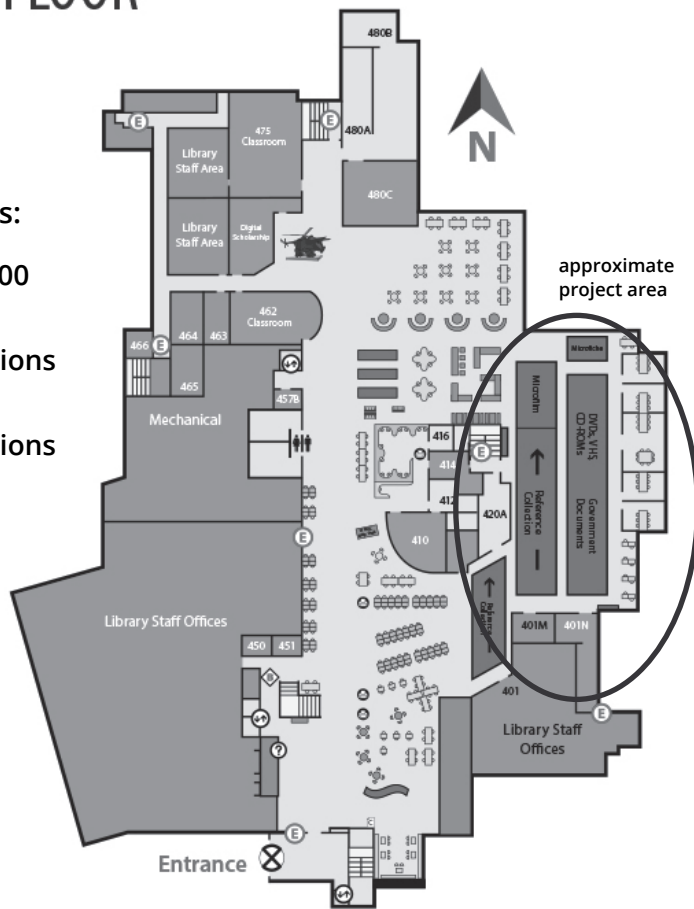 FLOOR
s:
00
ions
ions
N
approximate
project area
480B
480A
480C
475
Classroom
Library
Staff Area
Library
Staff Area
Digital
Scholarship
462
Classroom
464
463
466
465
457B
Mechanical
Library Staff Offices
450
451
416
414
412
410
420A
Microfiche
Microfilm
Reference
Collection
DVDs, VHS,
CD-ROMs
Government
Documents
Reference
Collection
401M
401N
401
Library Staff
Offices
E
E
E
E
E
E
E
B
?
Entrance